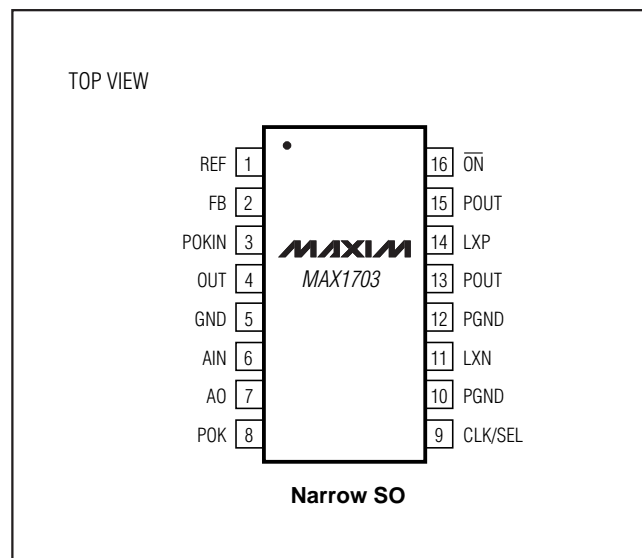 TOP VIEW
REF 1
FB 2
POKIN 3
OUT 4
GND 5
AIN 6
AO 7
POK 8
MAXIM
MAX1703
16 ON
15 POUT
14 LXP
13 POUT
12 PGND
11 LXN
10 PGND
9 CLK/SEL
Narrow SO